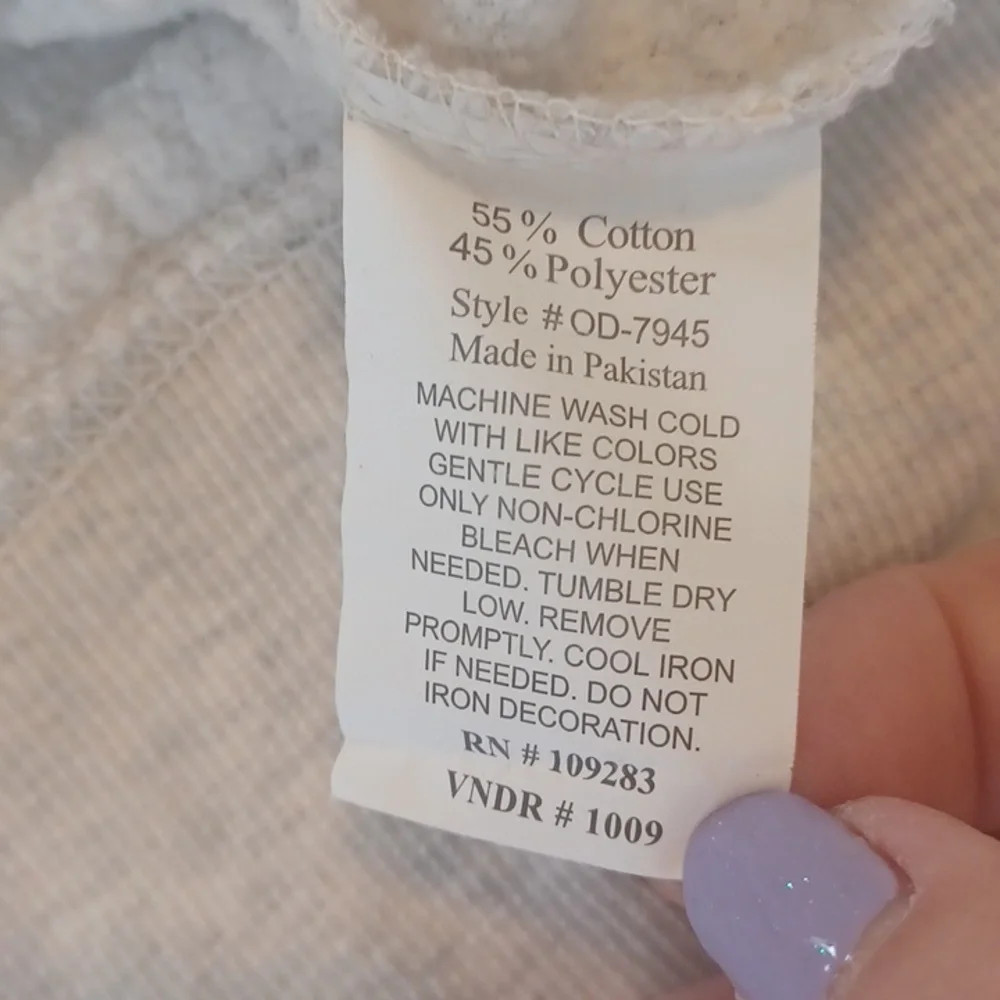 55% Cotton
45% Polyester
Style # OD-7945
Made in Pakistan
MACHINE WASH COLD
WITH LIKE COLORS
GENTLE CYCLE USE
ONLY NON-CHLORINE
BLEACH WHEN
NEEDED. TUMBLE DRY
LOW. REMOVE
PROMPTLY. COOL IRON
IF NEEDED. DO NOT
IRON DECORATION.
RN # 109283
VNDR # 1009